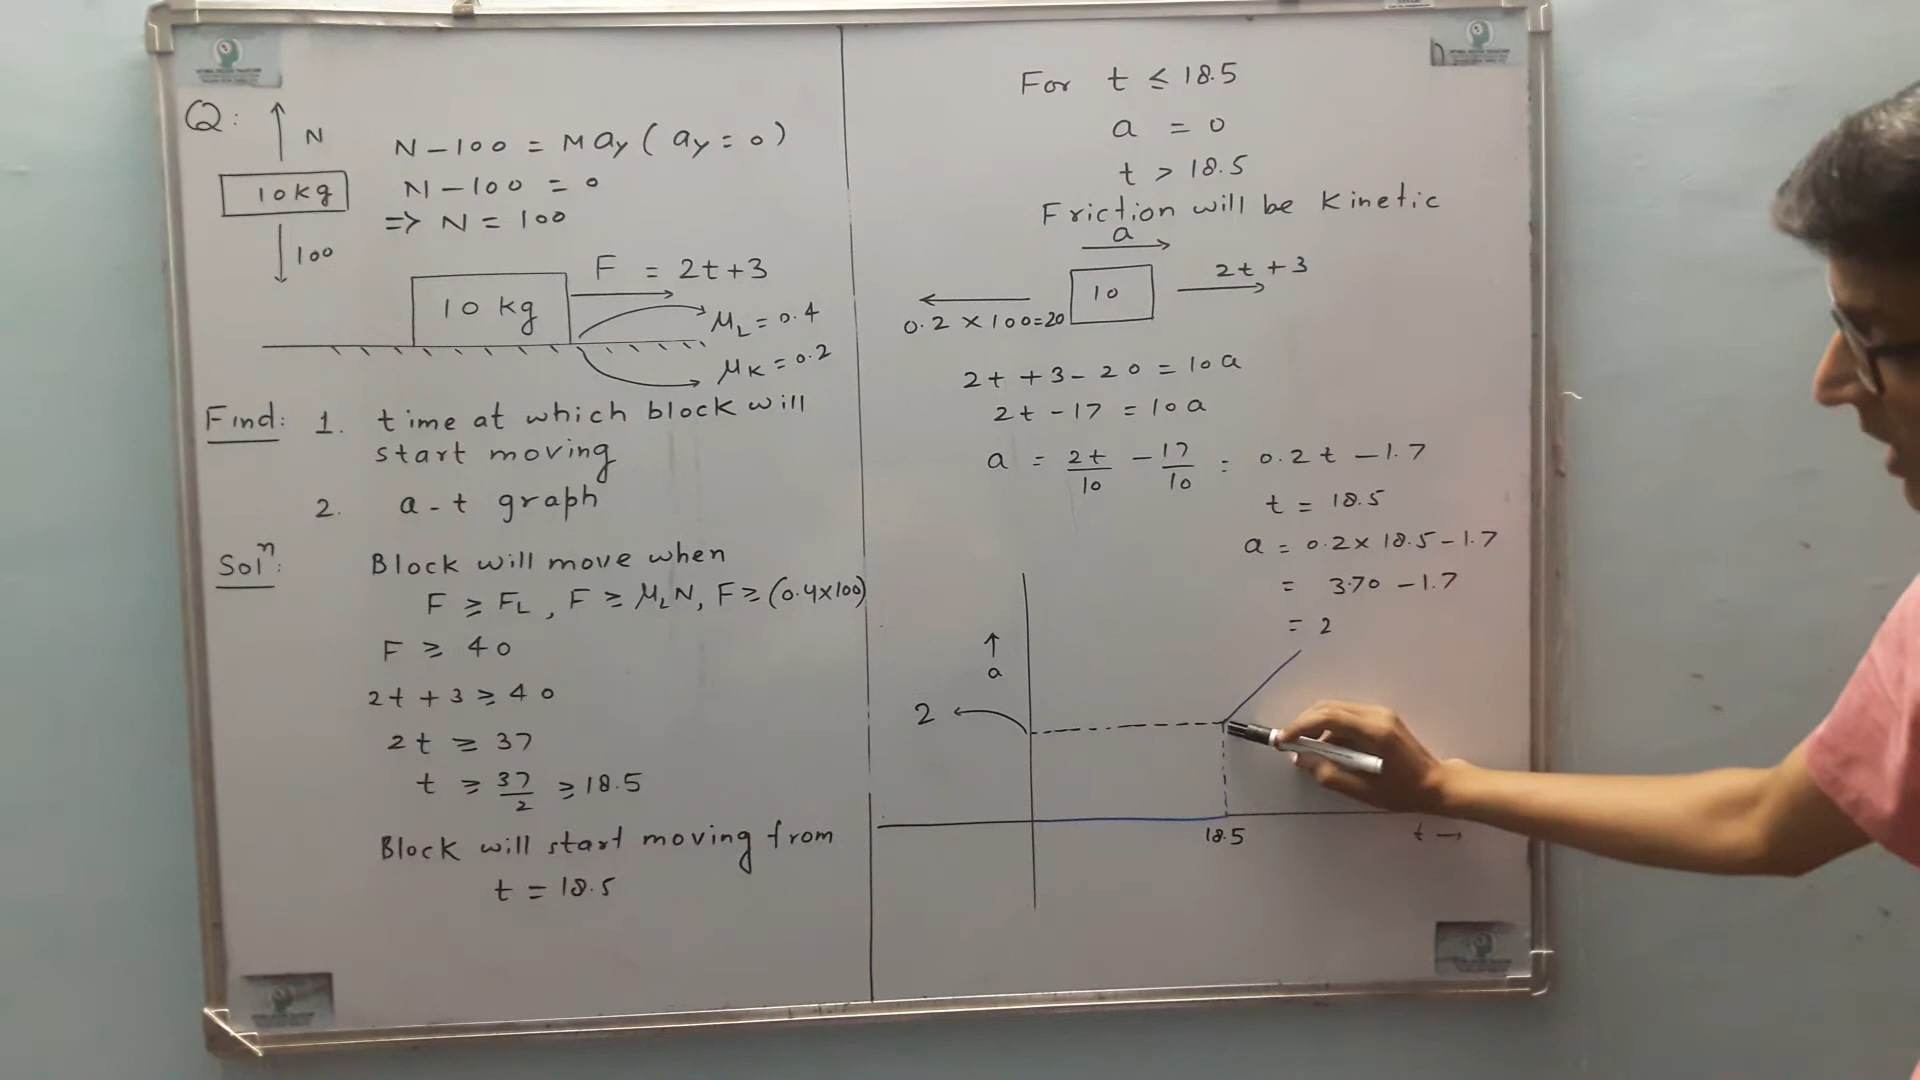 Q:
N
10kg
100
N - 100 = M ay ( ay = 0 )
N - 100 = 0
=> N = 100
F = 2t + 3
10 kg
μL = 0.4
μK = 0.2
Find: 1. time at which block will
start moving
2. a - t graph
Solⁿ: Block will move when
F ≥ FL, F ≥ μLN, F ≥ (0.4×100)
F ≥ 40
2t + 3 ≥ 40
2t ≥ 37
t ≥ 37/2 ≥ 18.5
Block will start moving from
t = 18.5
For t ≤ 18.5
a = 0
t > 18.5
Friction will be Kinetic
a
10
2t + 3
0.2 × 100=20
2t + 3 - 20 = 10a
2t - 17 = 10a
a = 2t/10 - 17/10 = 0.2t - 1.7
t = 18.5
a = 0.2× 18.5 - 1.7
= 3.70 - 1.7
= 2
↑
a
2
18.5
t →